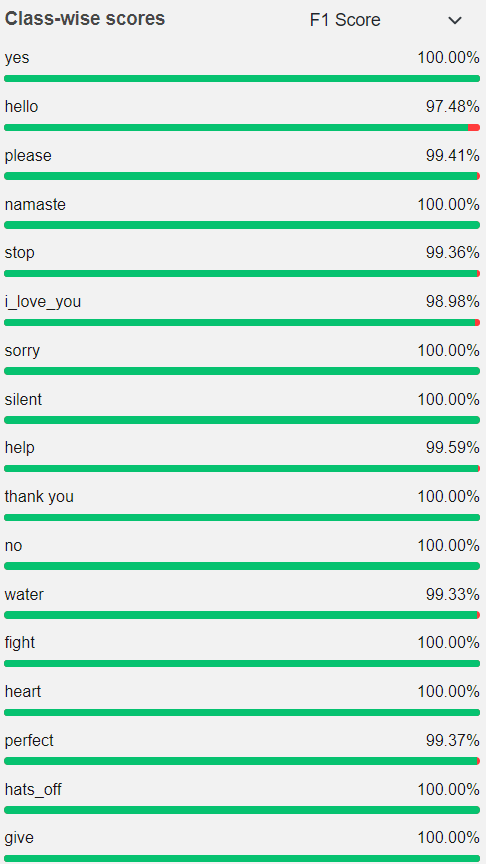 Class-wise scores F1 Score
yes 100.00%
hello 97.48%
please 99.41%
namaste 100.00%
stop 99.36%
i_love_you 98.98%
sorry 100.00%
silent 100.00%
help 99.59%
thank you 100.00%
no 100.00%
water 99.33%
fight 100.00%
heart 100.00%
perfect 99.37%
hats_off 100.00%
give 100.00%